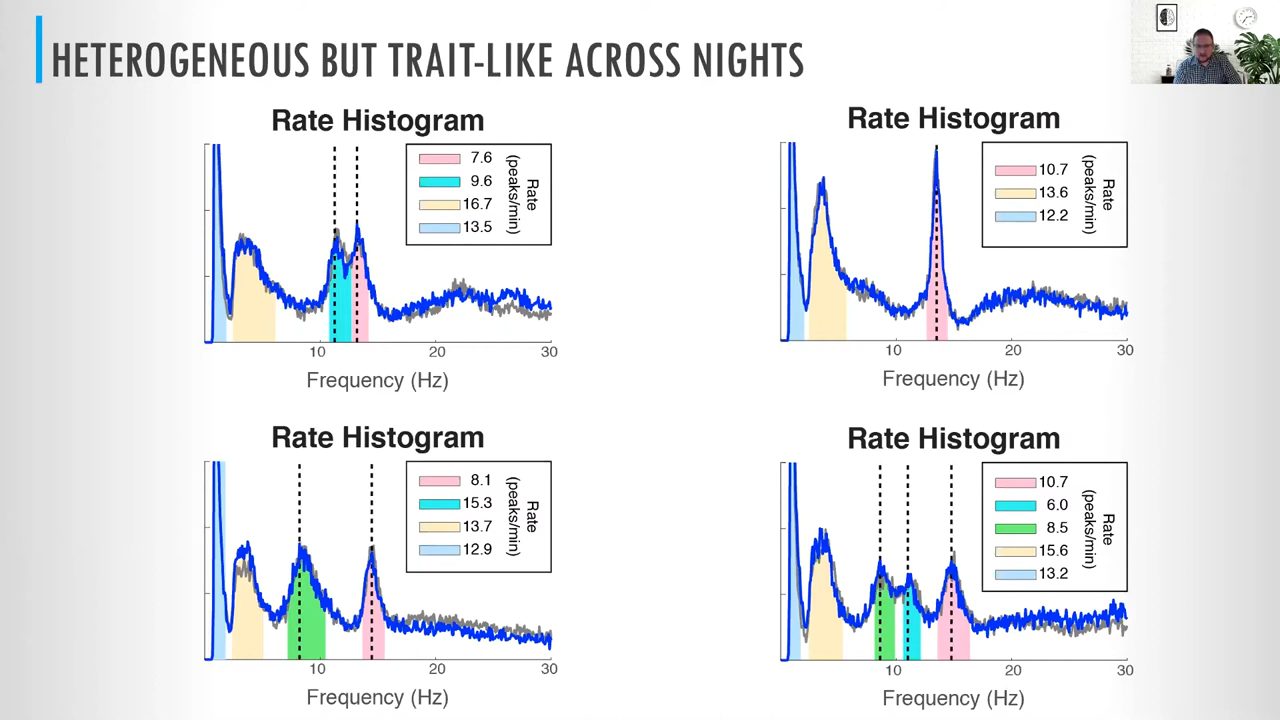 HETEROGENEOUS BUT TRAIT-LIKE ACROSS NIGHTS
Rate Histogram
7.6
9.6
16.7
13.5
Rate
(peaks/min)
10
20
30
Frequency (Hz)
Rate Histogram
10.7
13.6
12.2
Rate
(peaks/min)
10
20
30
Frequency (Hz)
Rate Histogram
8.1
15.3
13.7
12.9
Rate
(peaks/min)
10
20
30
Frequency (Hz)
Rate Histogram
10.7
6.0
8.5
15.6
13.2
Rate
(peaks/min)
10
20
30
Frequency (Hz)